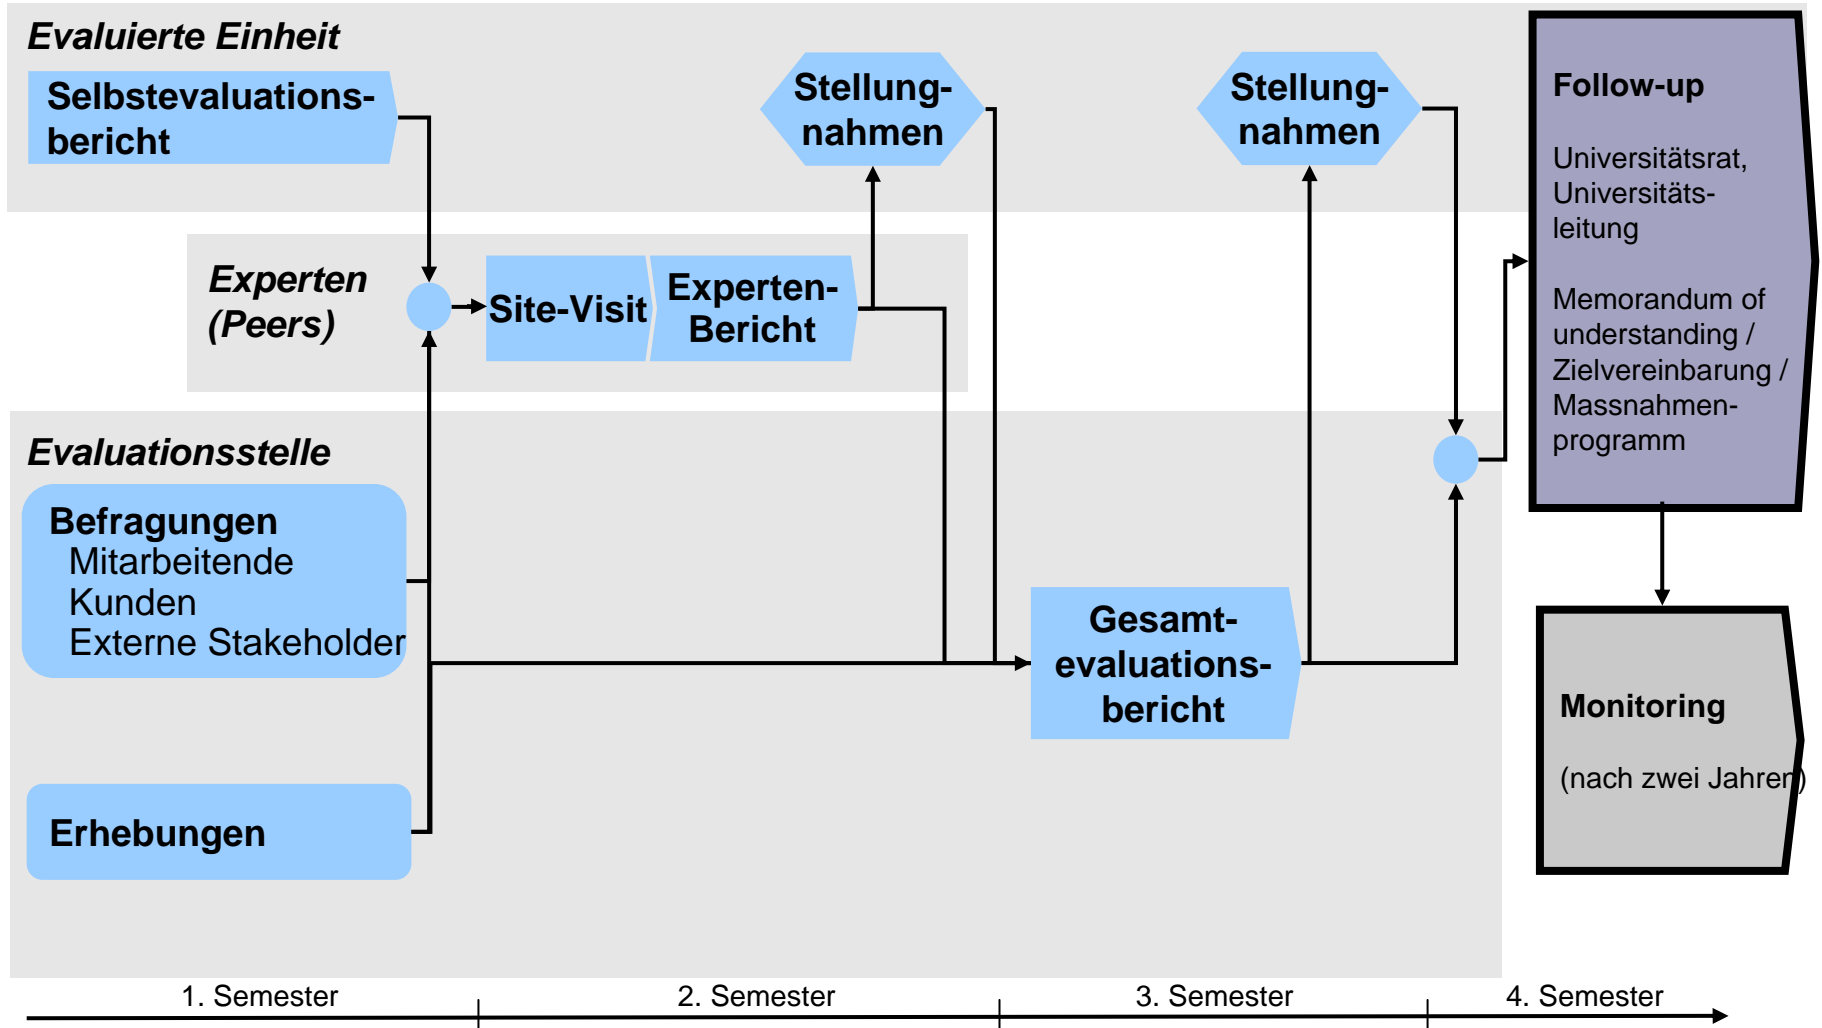 Evaluierte Einheit
Selbstevaluations-
bericht
Stellung-
nahmen
Stellung-
nahmen
Follow-up
Universitätsrat,
Universitäts-
leitung
Memorandum of
understanding /
Zielvereinbarung /
Massnahmen-
programm
Experten
(Peers)
Site-Visit
Experten-
Bericht
Evaluationsstelle
Befragungen
Mitarbeitende
Kunden
Externe Stakeholder
Gesamt-
evaluations-
bericht
Erhebungen
Monitoring
(nach zwei Jahren)
1. Semester
2. Semester
3. Semester
4. Semester